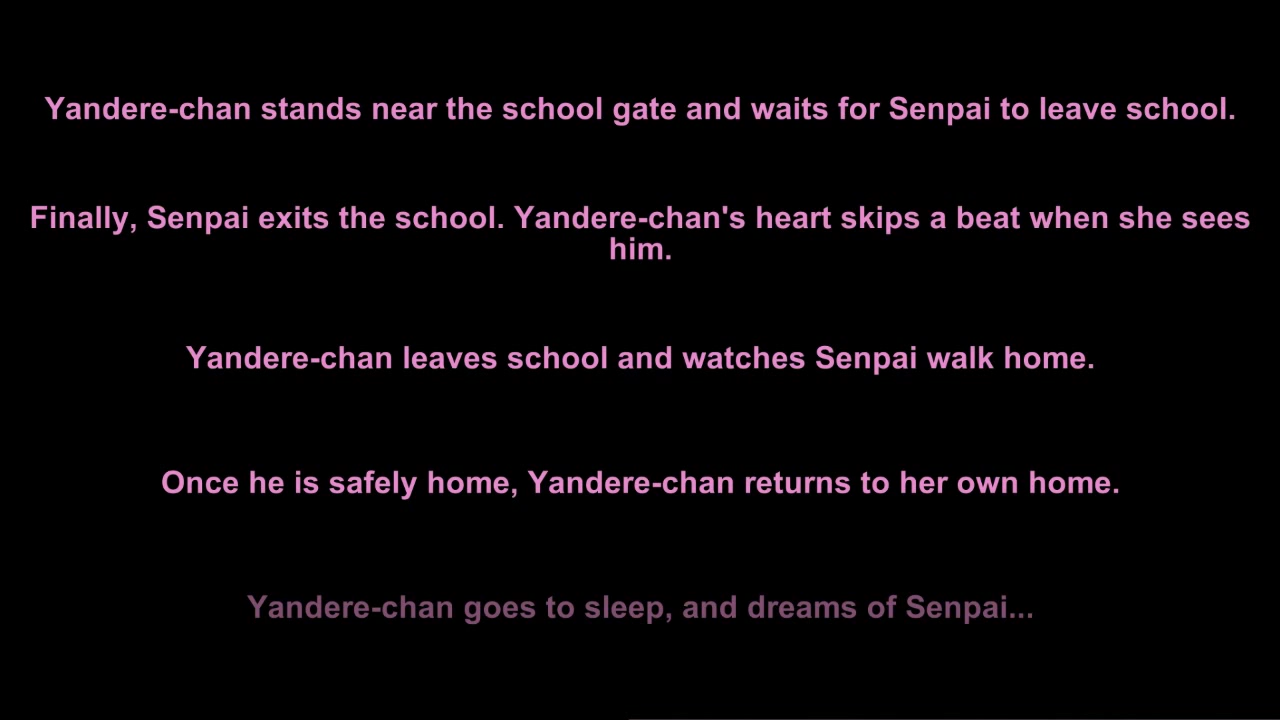 Yandere-chan stands near the school gate and waits for Senpai to leave school.
Finally, Senpai exits the school. Yandere-chan's heart skips a beat when she sees
him.
Yandere-chan leaves school and watches Senpai walk home.
Once he is safely home, Yandere-chan returns to her own home.
Yandere-chan goes to sleep, and dreams of Senpai...